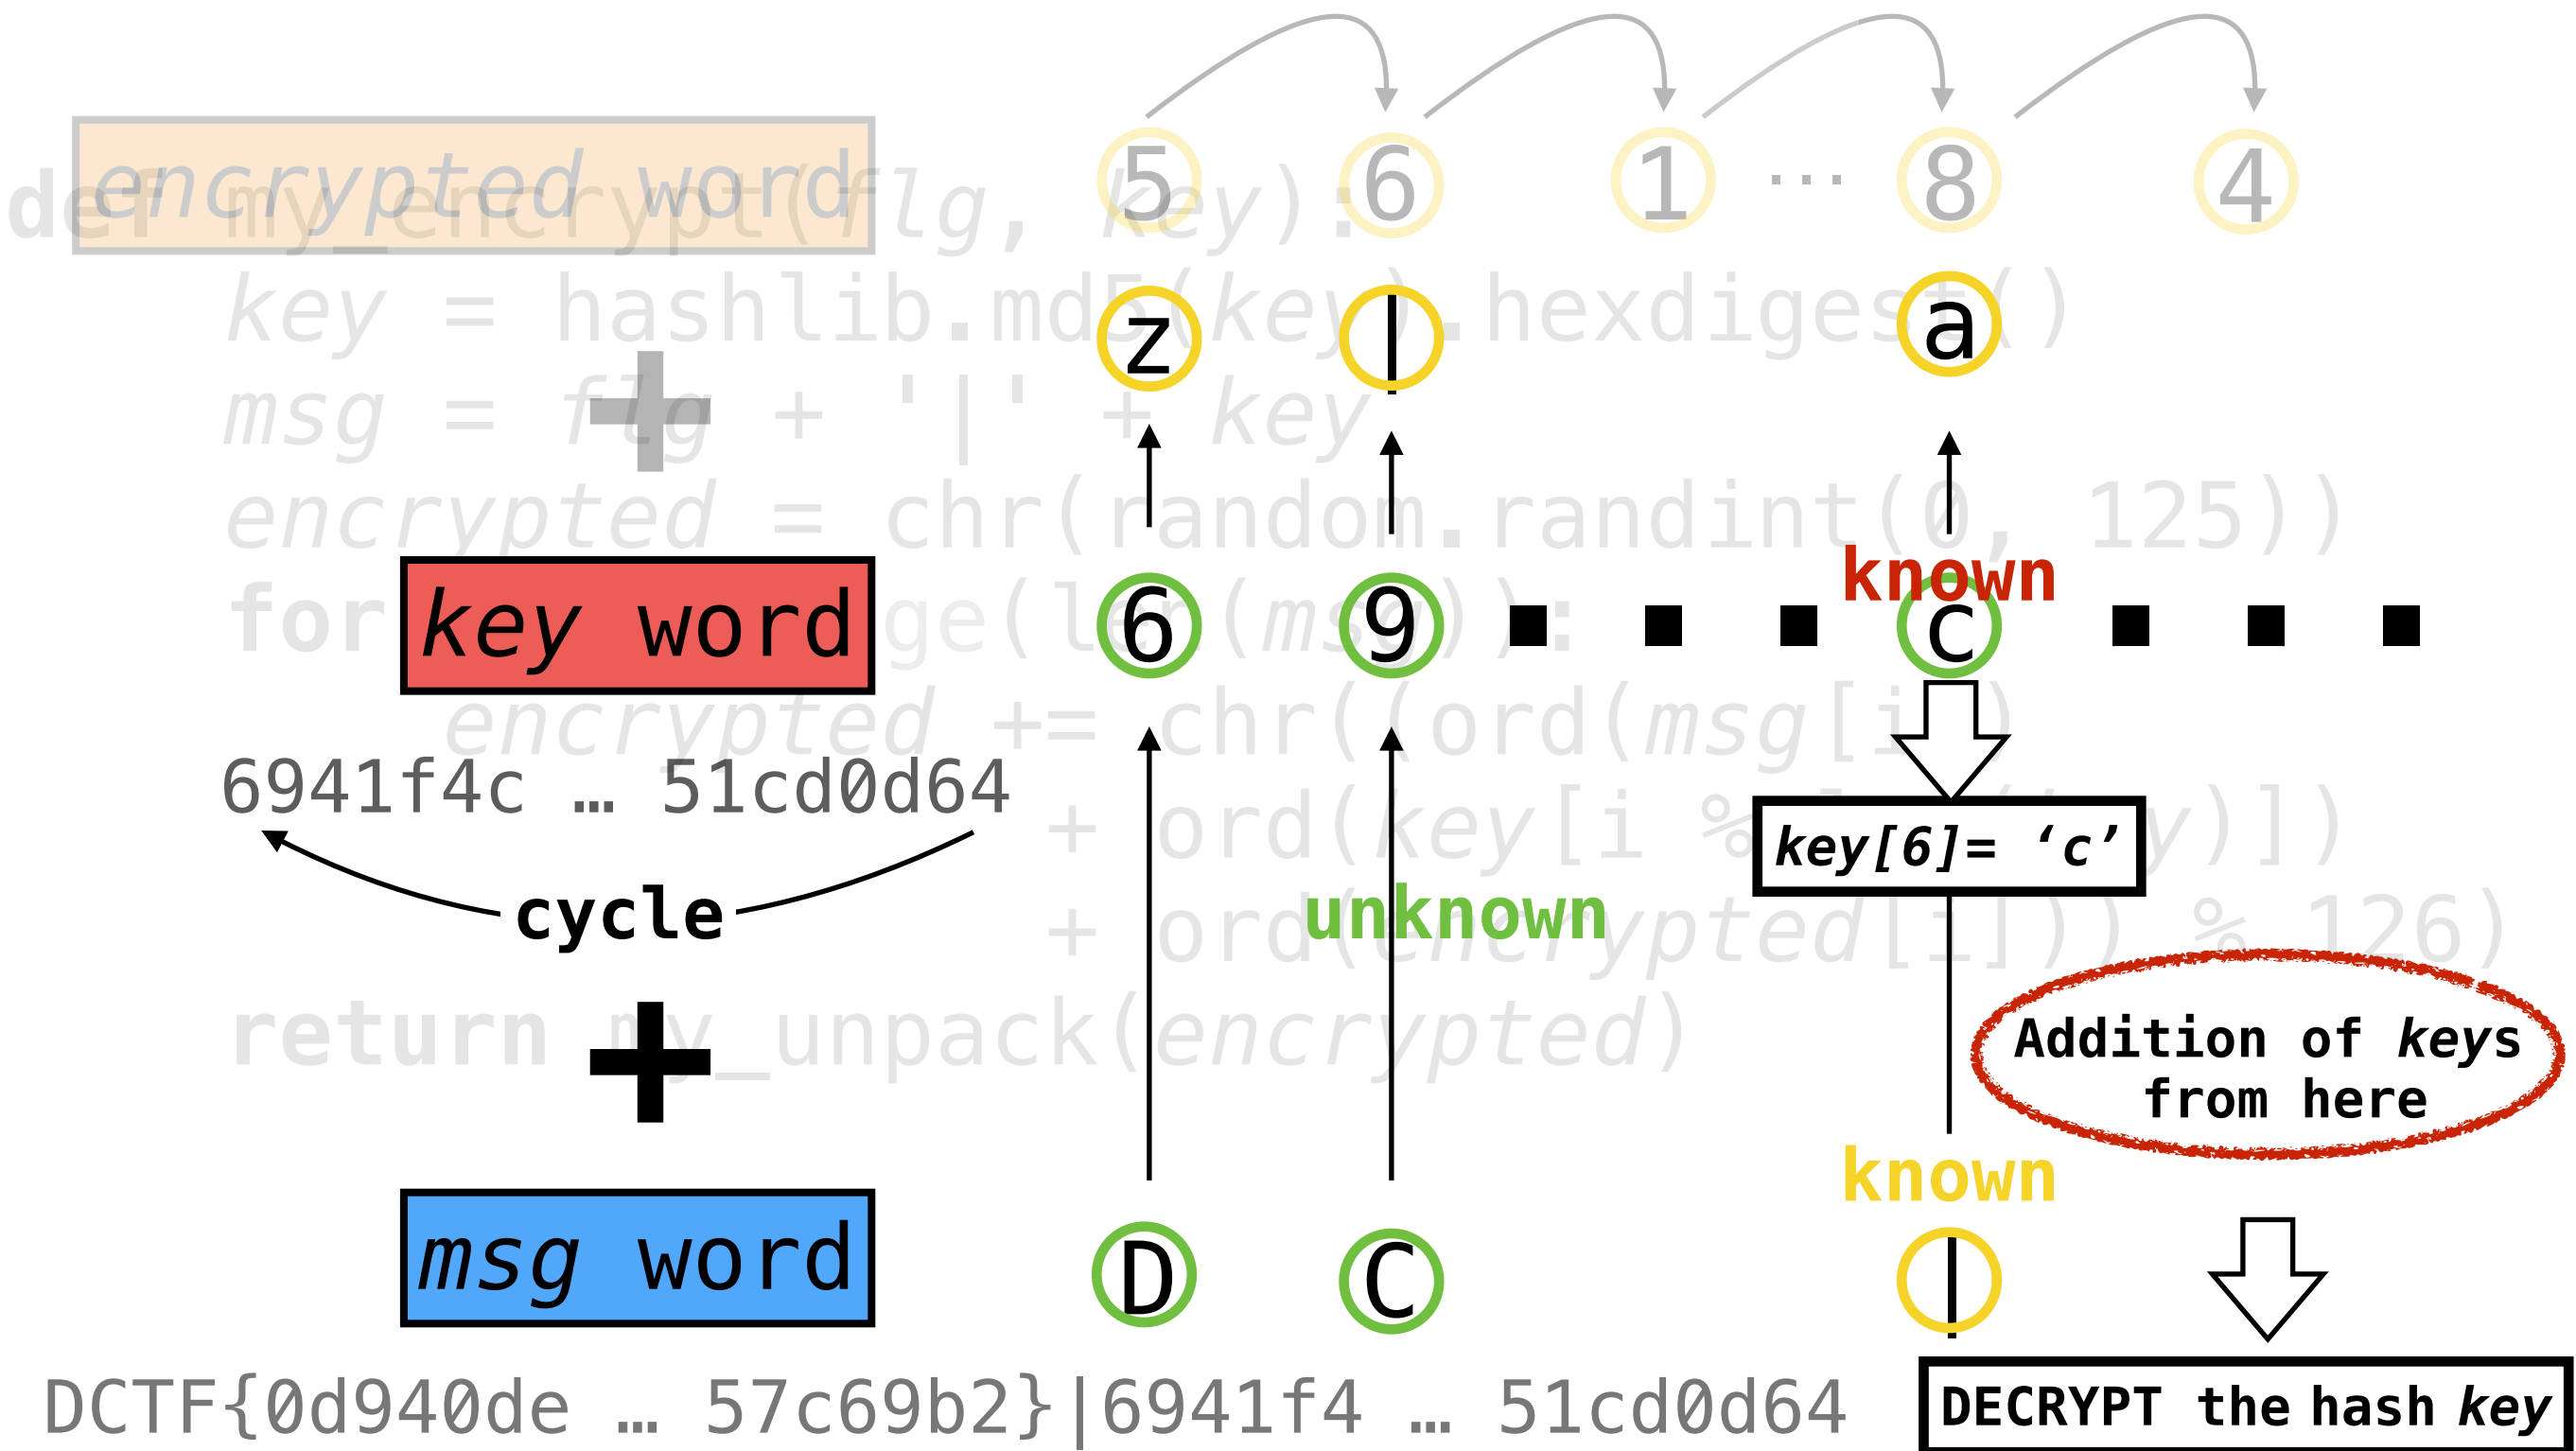 5 6 1 ... 8 4
encrypted word
def my_encrypt(flg, key):
key = hashlib.md5(key).hexdigest()
z | a
msg = flg + '|' + key
encrypted = chr(random.randint(0, 125))
known
for ge(len(msg)):
key word
6 9 c
encrypted += chr((ord(msg[i])
6941f4c … 51cd0d64
+ ord(key[i % y)])
key[6]= ‘c’
cycle
unknown
+ ord(encrypted[i])) % 126)
return my_unpack(encrypted)
Addition of keys
from here
known
msg word
D C |
DCTF{0d940de … 57c69b2}|6941f4 … 51cd0d64
DECRYPT the hash key